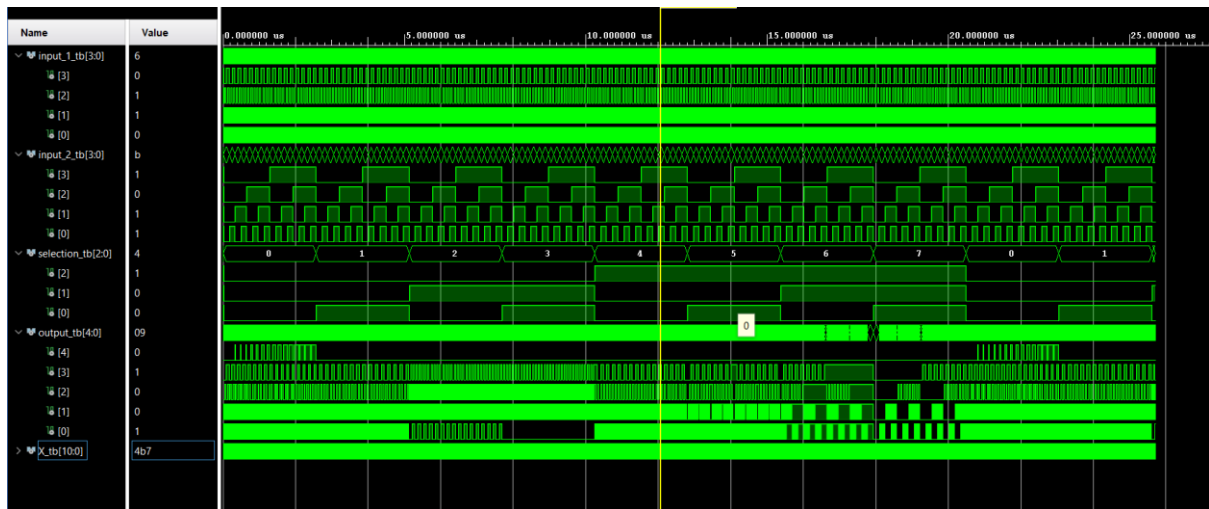 Name Value
0.000000 us 5.000000 us 10.000000 us 15.000000 us 20.000000 us 25.000000 us
input_1_tb[3:0] 6
[3] 0
[2] 1
[1] 1
[0] 0
input_2_tb[3:0] b
[3] 1
[2] 0
[1] 1
[0] 1
selection_tb[2:0] 4 0 1 2 3 4 5 6 7 0 1
[2] 1
[1] 0
[0] 0
0
output_tb[4:0] 09
[4] 0
[3] 1
[2] 0
[1] 0
[0] 1
X_tb[10:0] 4b7